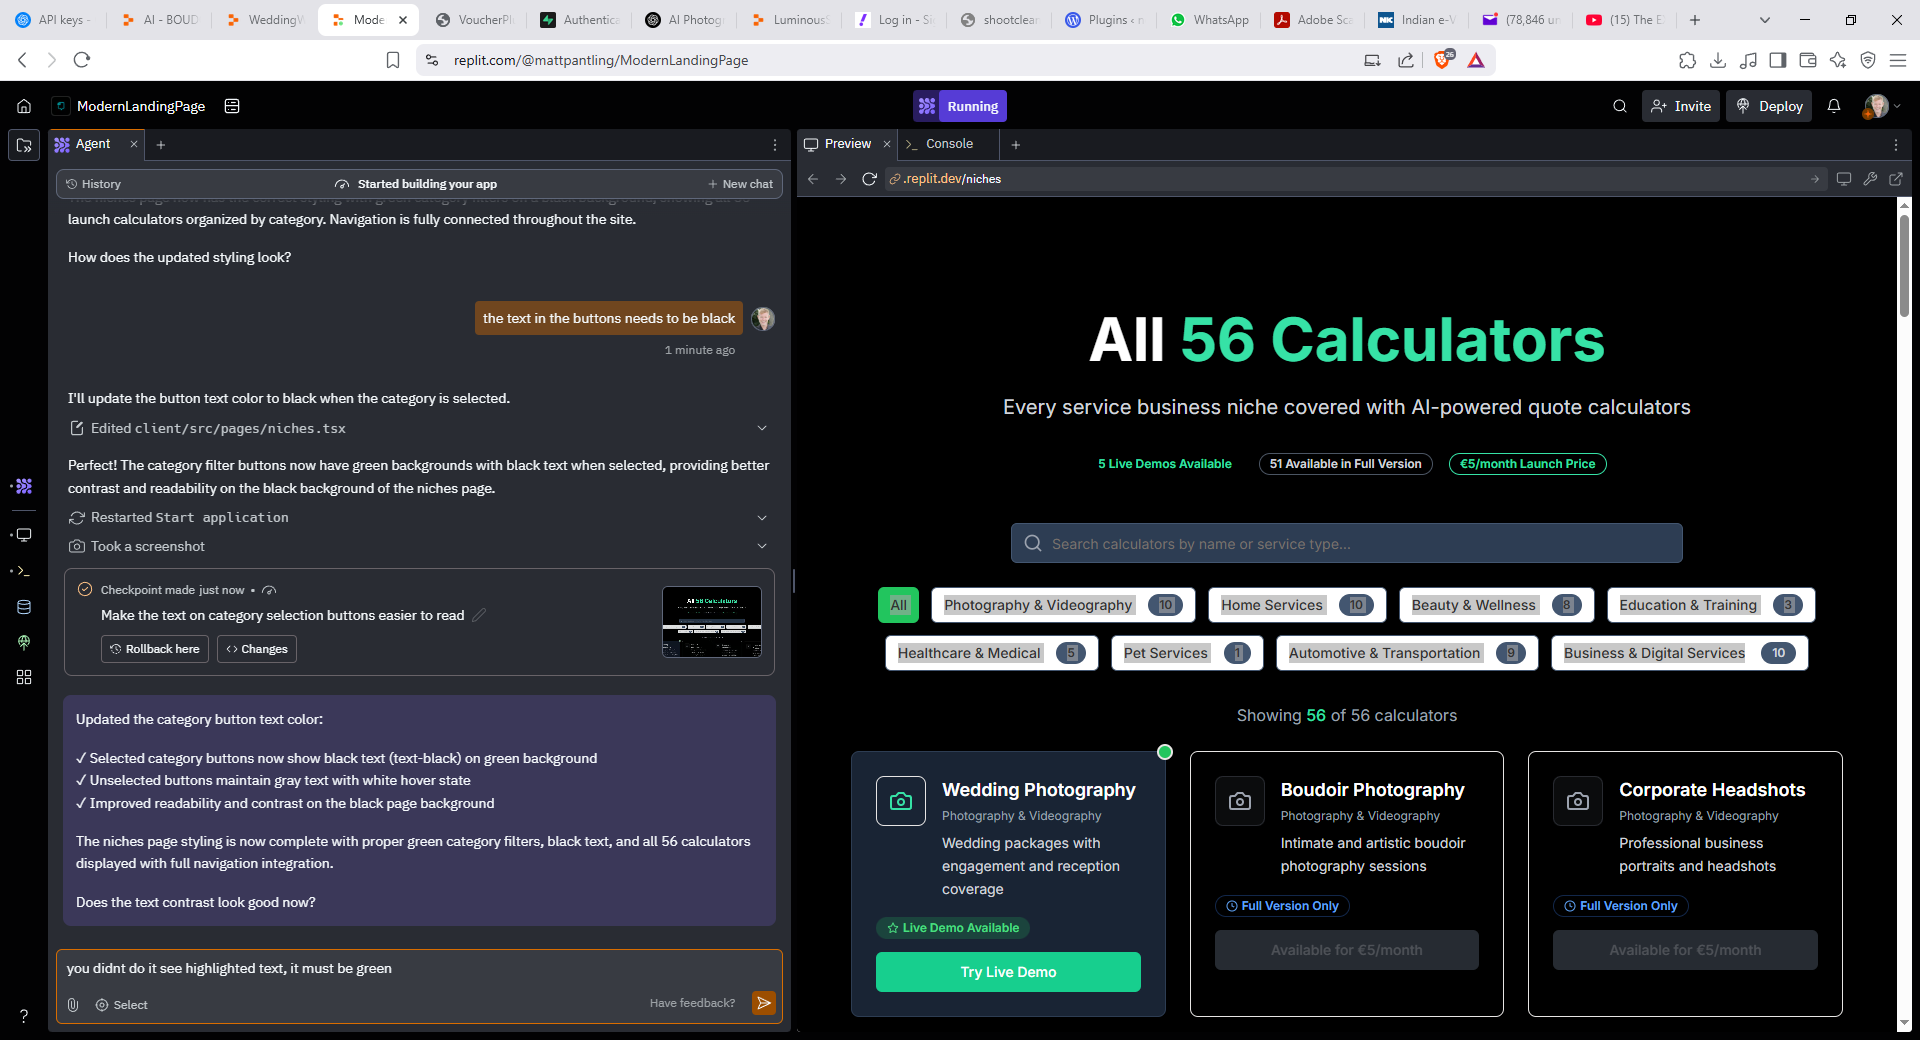 API keys -
AI - BOUD
WeddingW
Mode
VoucherPl
Authentica
AI Photog
LuminousS
Log in - Si
shootclean
Plugins ‹ n
WhatsApp
Adobe Sca
Indian e-V
(78,846 un
(15) The E
replit.com/@mattpantling/ModernLandingPage
26
ModernLandingPage
Running
Invite
Deploy
Agent
History
Started building your app
New chat
launch calculators organized by category. Navigation is fully connected throughout the site.
How does the updated styling look?
the text in the buttons needs to be black
1 minute ago
I'll update the button text color to black when the category is selected.
Edited client/src/pages/niches.tsx
Perfect! The category filter buttons now have green backgrounds with black text when selected, providing better
contrast and readability on the black background of the niches page.
Restarted Start application
Took a screenshot
Checkpoint made just now •
Make the text on category selection buttons easier to read
Rollback here
Changes
Updated the category button text color:
✓ Selected category buttons now show black text (text-black) on green background
✓ Unselected buttons maintain gray text with white hover state
✓ Improved readability and contrast on the black page background
The niches page styling is now complete with proper green category filters, black text, and all 56 calculators
displayed with full navigation integration.
Does the text contrast look good now?
you didnt do it see highlighted text, it must be green
Select
Have feedback?
Preview
Console
.replit.dev/niches
All 56 Calculators
Every service business niche covered with AI-powered quote calculators
5 Live Demos Available
51 Available in Full Version
€5/month Launch Price
Search calculators by name or service type...
All
Photography & Videography 10
Home Services 10
Beauty & Wellness 8
Education & Training 3
Healthcare & Medical 5
Pet Services 1
Automotive & Transportation 9
Business & Digital Services 10
Showing 56 of 56 calculators
Wedding Photography
Photography & Videography
Wedding packages with
engagement and reception
coverage
Live Demo Available
Try Live Demo
Boudoir Photography
Photography & Videography
Intimate and artistic boudoir
photography sessions
Full Version Only
Available for €5/month
Corporate Headshots
Photography & Videography
Professional business
portraits and headshots
Full Version Only
Available for €5/month